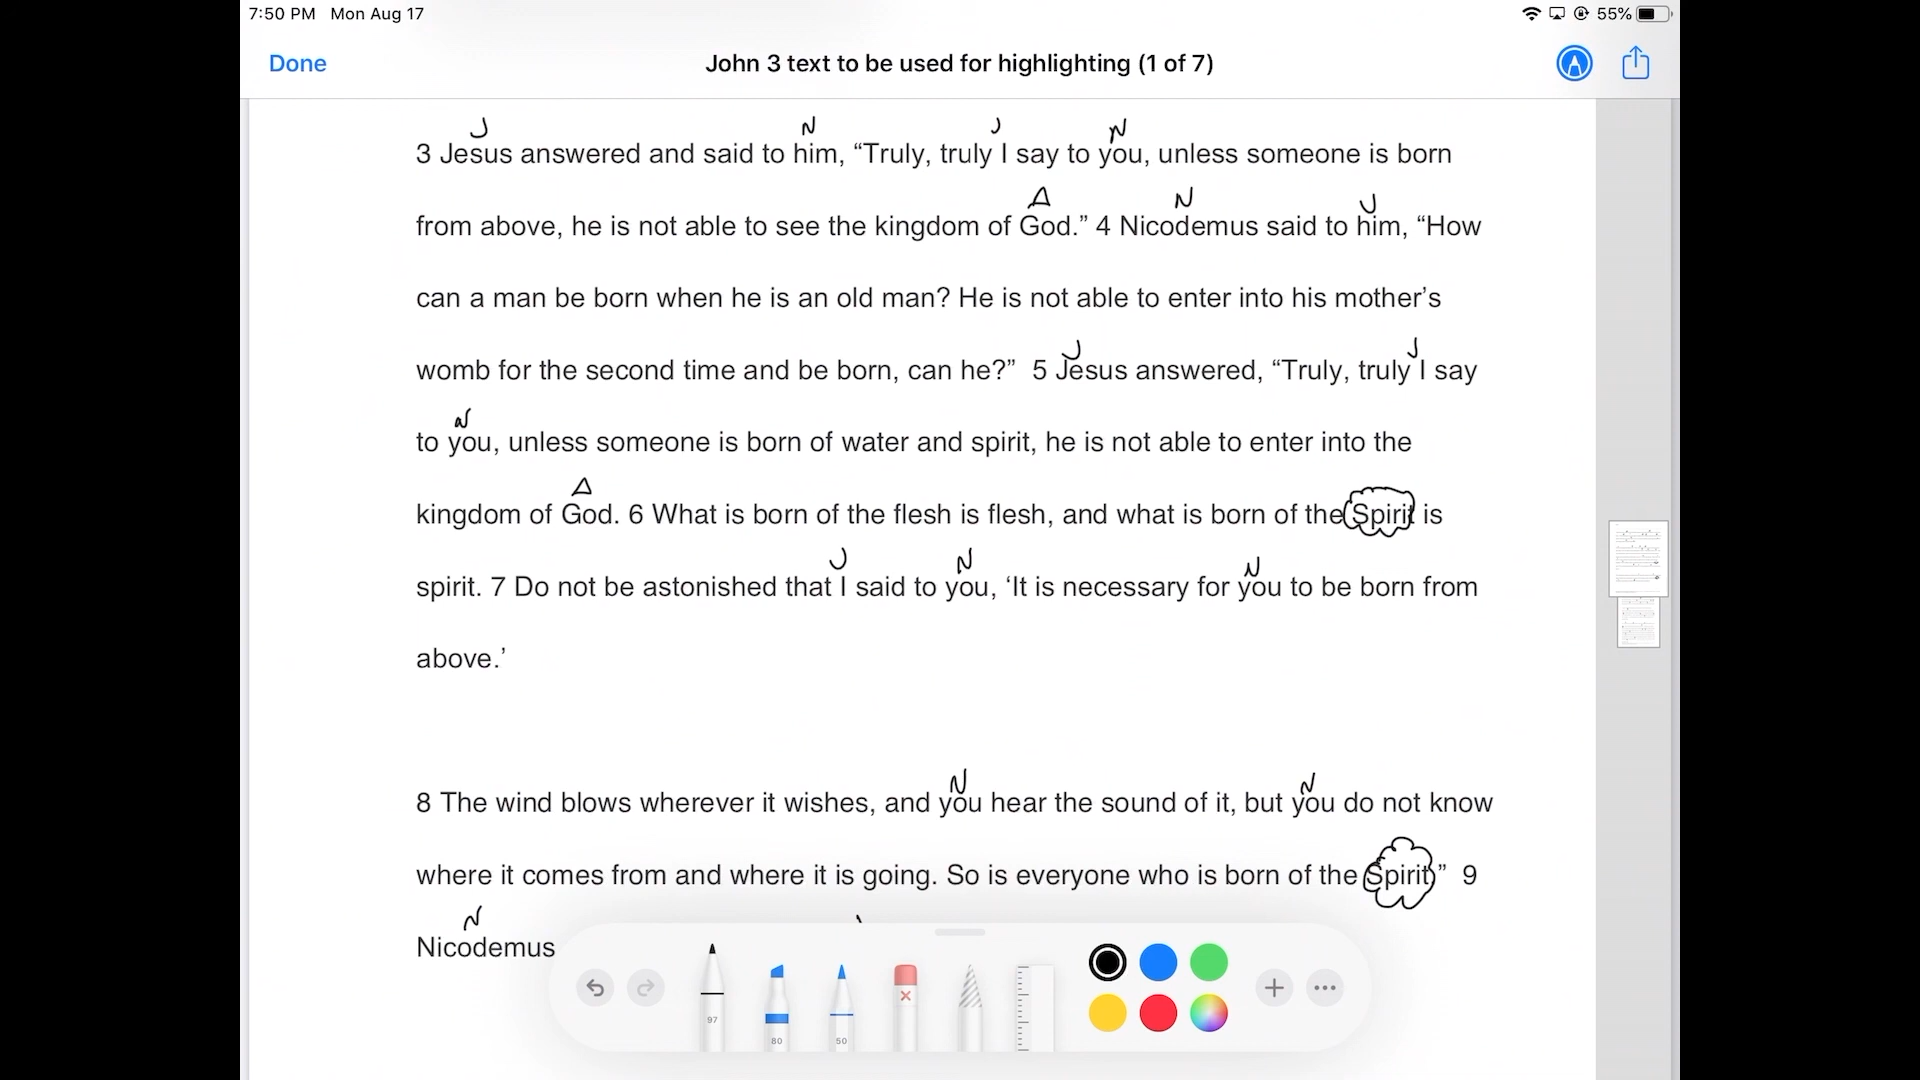 7:50 PM Mon Aug 17 55%
Done John 3 text to be used for highlighting (1 of 7)
J N J N
3 Jesus answered and said to him, “Truly, truly I say to you, unless someone is born
Δ N J
from above, he is not able to see the kingdom of God.” 4 Nicodemus said to him, “How
can a man be born when he is an old man? He is not able to enter into his mother’s
J J
womb for the second time and be born, can he?” 5 Jesus answered, “Truly, truly I say
N
to you, unless someone is born of water and spirit, he is not able to enter into the
Δ
kingdom of God. 6 What is born of the flesh is flesh, and what is born of the Spirit is
J N N
spirit. 7 Do not be astonished that I said to you, ‘It is necessary for you to be born from
above.’
N N
8 The wind blows wherever it wishes, and you hear the sound of it, but you do not know
where it comes from and where it is going. So is everyone who is born of the Spirit.” 9
N
Nicodemus
97 80 50